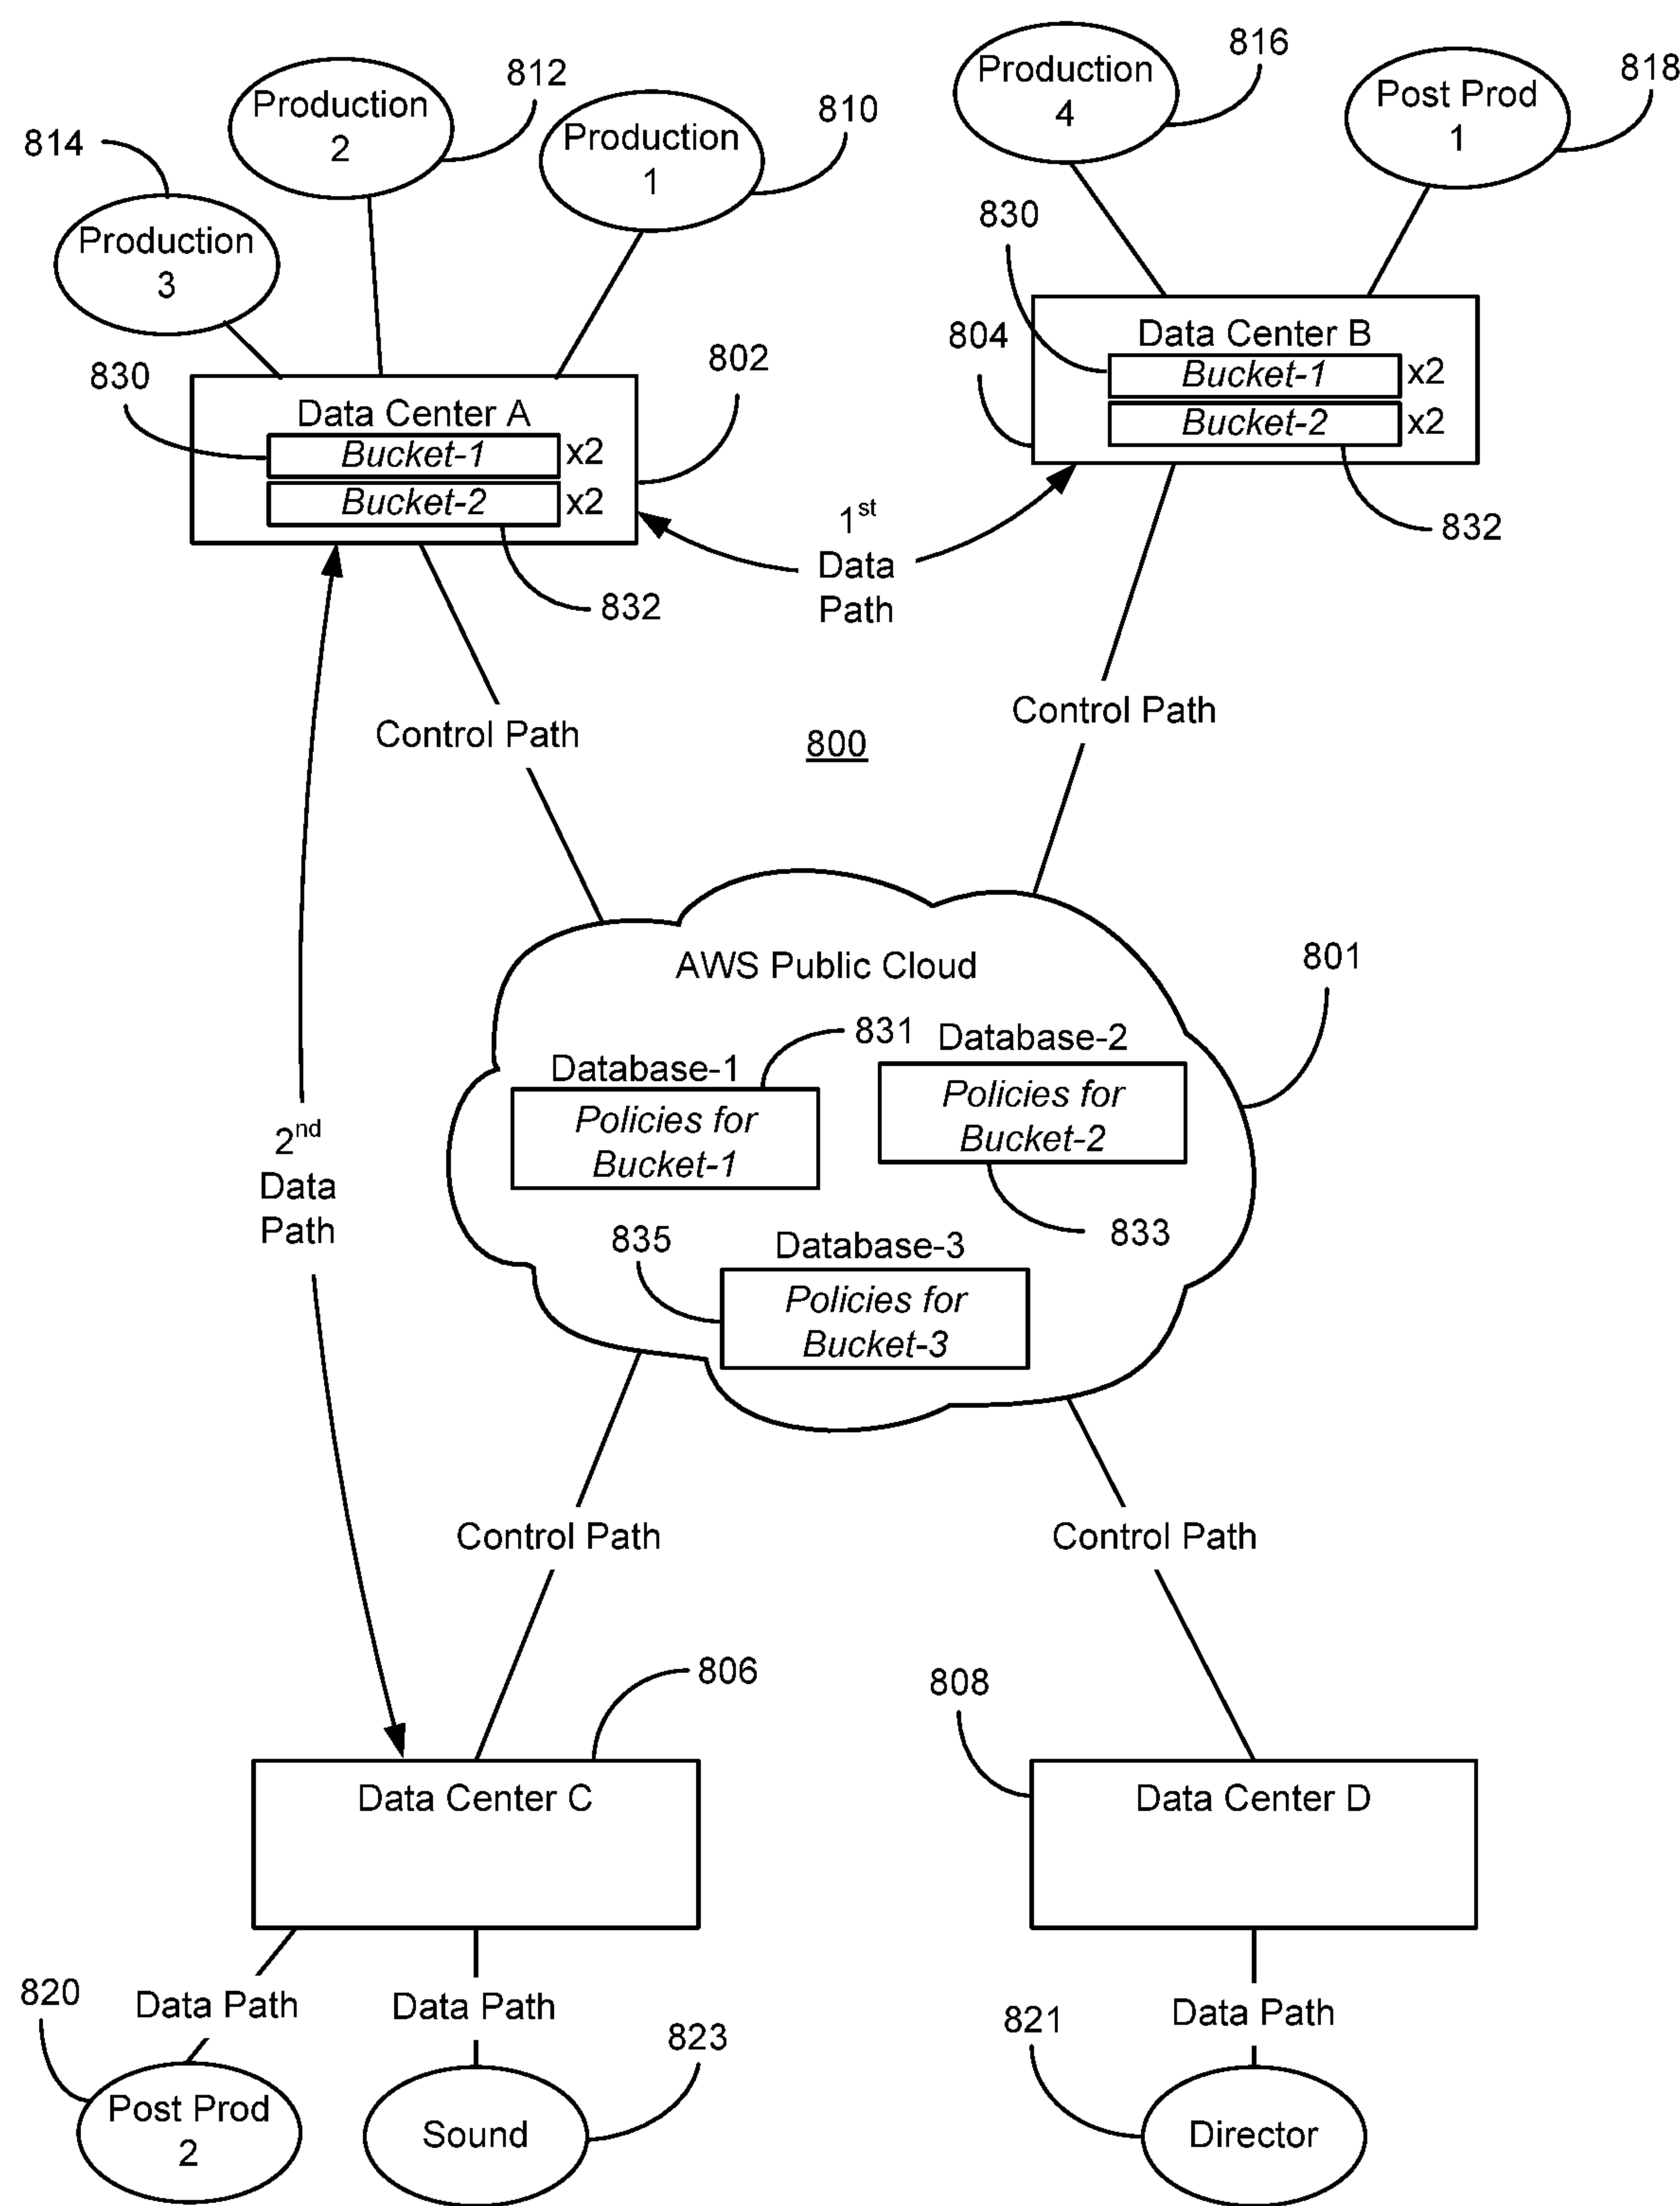 816
Production
4
818
Post Prod
1
812
Production
2
810
Production
1
814
Production
3
830
804
Data Center B
Bucket-1 x2
Bucket-2 x2
832
830
802
Data Center A
Bucket-1 x2
Bucket-2 x2
832
1st
Data
Path
Control Path
Control Path
800
AWS Public Cloud
801
831
Database-1
Policies for
Bucket-1
Database-2
Policies for
Bucket-2
833
2nd
Data
Path
835
Database-3
Policies for
Bucket-3
Control Path
Control Path
806
808
Data Center C
Data Center D
820
Data Path
Data Path
823
821
Data Path
Post Prod
2
Sound
Director